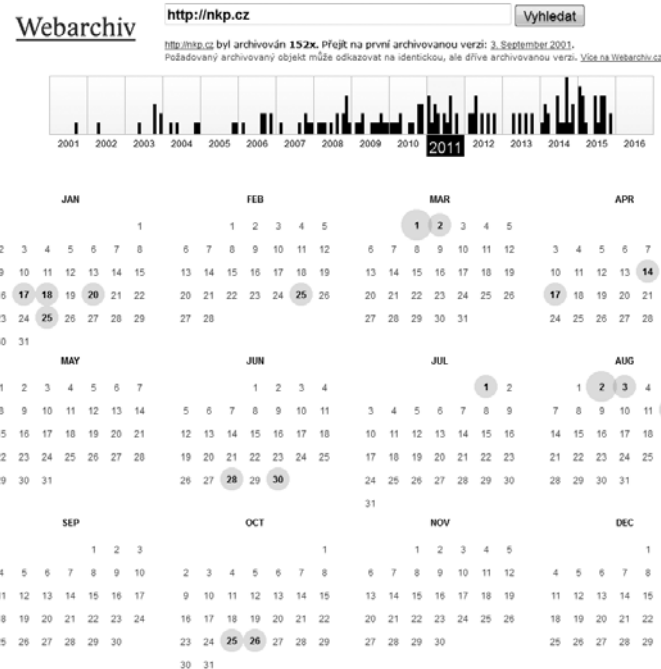 Webarchiv
http://nkp.cz
Vyhledat
http://nkp.cz byl archivován 152x. Přejít na první archivovanou verzi: 3. September 2001.
Požadovaný archivovaný objekt může odkazovat na identickou, ale dříve archivovanou verzi. Více na Webarchiv.cz
2001 2002 2003 2004 2005 2006 2007 2008 2009 2010 2011 2012 2013 2014 2015 2016
JAN FEB MAR APR
1 1 2 3 4 5 1 2 3 4 5
2 3 4 5 6 7 8 6 7 8 9 10 11 12 6 7 8 9 10 11 12 3 4 5 6 7
9 10 11 12 13 14 15 13 14 15 16 17 18 19 13 14 15 16 17 18 19 10 11 12 13 14
6 17 18 19 20 21 22 20 21 22 23 24 25 26 20 21 22 23 24 25 26 17 18 19 20 21
23 24 25 26 27 28 29 27 28 27 28 29 30 31 24 25 26 27 28
30 31
MAY JUN JUL AUG
1 2 3 4 5 6 7 1 2 3 4 1 2 1 2 3 4
8 9 10 11 12 13 14 5 6 7 8 9 10 11 3 4 5 6 7 8 9 7 8 9 10 11
5 16 17 18 19 20 21 12 13 14 15 16 17 18 10 11 12 13 14 15 16 14 15 16 17 18
22 23 24 25 26 27 28 19 20 21 22 23 24 25 17 18 19 20 21 22 23 21 22 23 24 25
29 30 31 26 27 28 29 30 24 25 26 27 28 29 30 28 29 30 31
31
SEP OCT NOV DEC
1 2 3 1 1 2 3 4 5 1
4 5 6 7 8 9 10 2 3 4 5 6 7 8 6 7 8 9 10 11 12 4 5 6 7 8
1 12 13 14 15 16 17 9 10 11 12 13 14 15 13 14 15 16 17 18 19 11 12 13 14 15
8 19 20 21 22 23 24 16 17 18 19 20 21 22 20 21 22 23 24 25 26 18 19 20 21 22
25 26 27 28 29 30 23 24 25 26 27 28 29 27 28 29 30 25 26 27 28 29
30 31